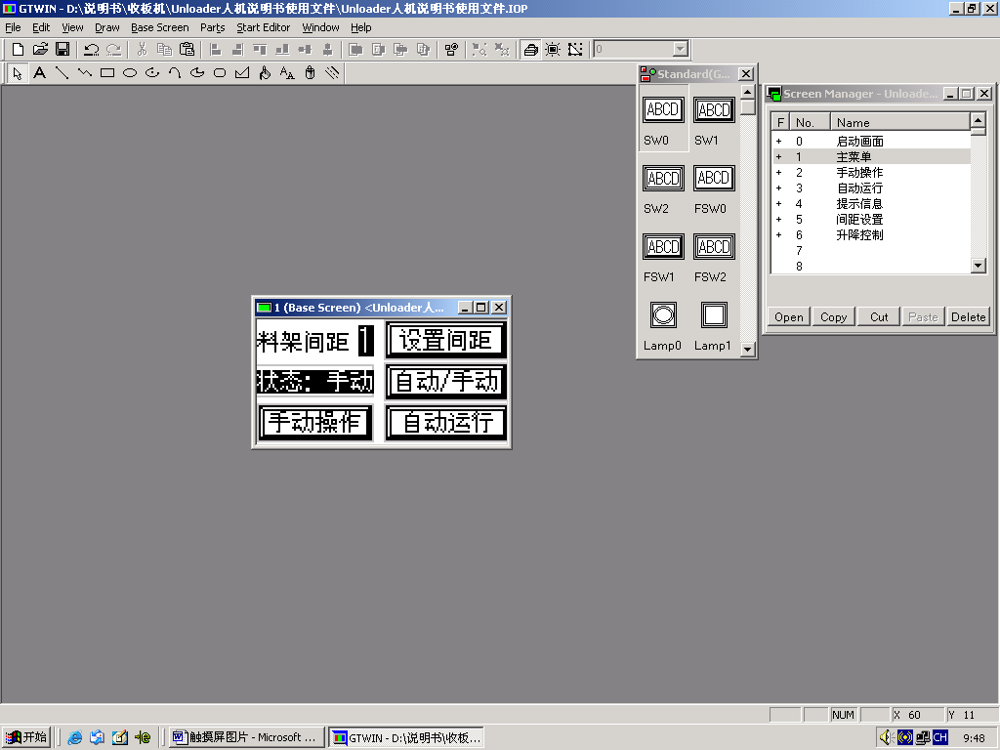 GTWIN - D:\说明书\收板机\Unloader人机说明书使用文件\Unloader人机说明书使用文件.IOP
File Edit View Draw Base Screen Parts Start Editor Window Help
0
A
Standard(G...
ABCD ABCD
SW0 SW1
ABCD ABCD
SW2 FSW0
ABCD ABCD
FSW1 FSW2
Lamp0 Lamp1
Screen Manager - Unloade...
F No. Name
+ 0 启动画面
+ 1 主菜单
+ 2 手动操作
+ 3 自动运行
+ 4 提示信息
+ 5 间距设置
+ 6 升降控制
7
8
Open Copy Cut Paste Delete
1 (Base Screen) <Unloader人...
料架间距 1 设置间距
状态: 手动 自动/手动
手动操作 自动运行
NUM X 60 Y 11
开始 触摸屏图片 - Microsoft ... GTWIN - D:\说明书\收板... CH 9:48